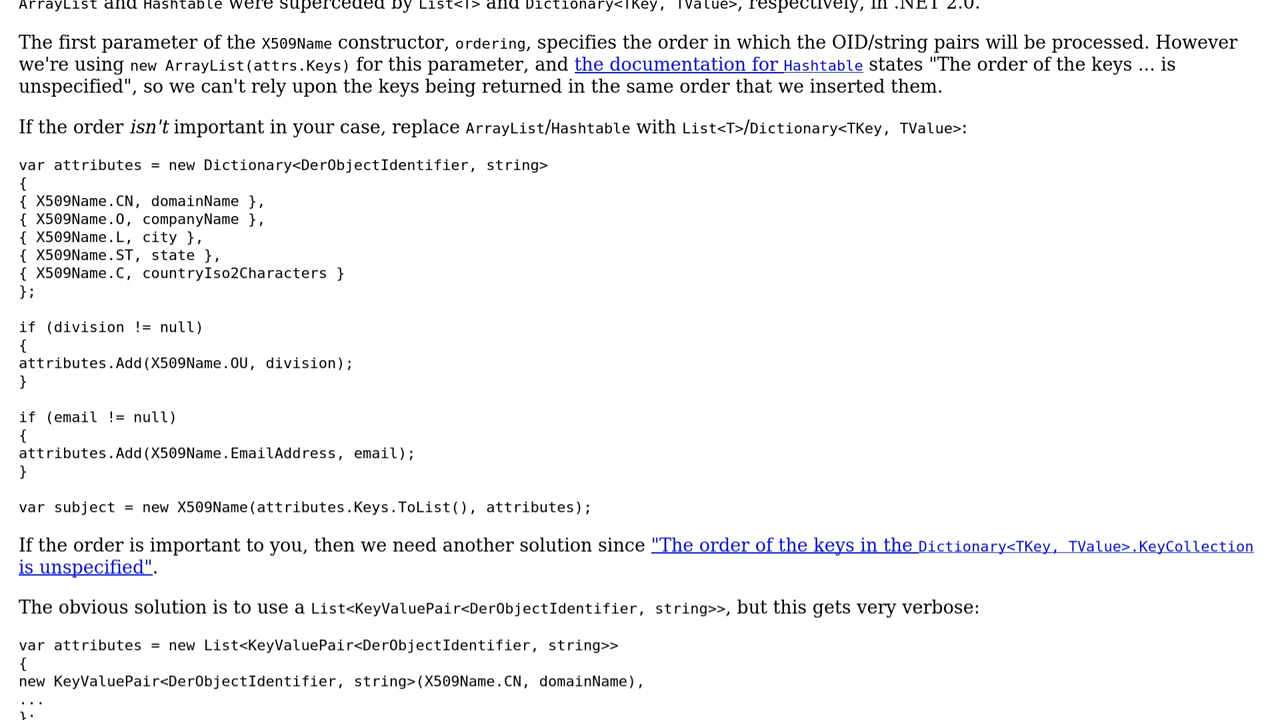 ArrayList and Hashtable were superceded by List<T> and Dictionary<TKey, TValue>, respectively, in .NET 2.0.
The first parameter of the X509Name constructor, ordering, specifies the order in which the OID/string pairs will be processed. However
we're using new ArrayList(attrs.Keys) for this parameter, and the documentation for Hashtable states "The order of the keys ... is
unspecified", so we can't rely upon the keys being returned in the same order that we inserted them.
If the order isn't important in your case, replace ArrayList/Hashtable with List<T>/Dictionary<TKey, TValue>:
var attributes = new Dictionary<DerObjectIdentifier, string>
{
{ X509Name.CN, domainName },
{ X509Name.O, companyName },
{ X509Name.L, city },
{ X509Name.ST, state },
{ X509Name.C, countryIso2Characters }
};
if (division != null)
{
attributes.Add(X509Name.OU, division);
}
if (email != null)
{
attributes.Add(X509Name.EmailAddress, email);
}
var subject = new X509Name(attributes.Keys.ToList(), attributes);
If the order is important to you, then we need another solution since "The order of the keys in the Dictionary<TKey, TValue>.KeyCollection
is unspecified".
The obvious solution is to use a List<KeyValuePair<DerObjectIdentifier, string>>, but this gets very verbose:
var attributes = new List<KeyValuePair<DerObjectIdentifier, string>>
{
new KeyValuePair<DerObjectIdentifier, string>(X509Name.CN, domainName),
...
};